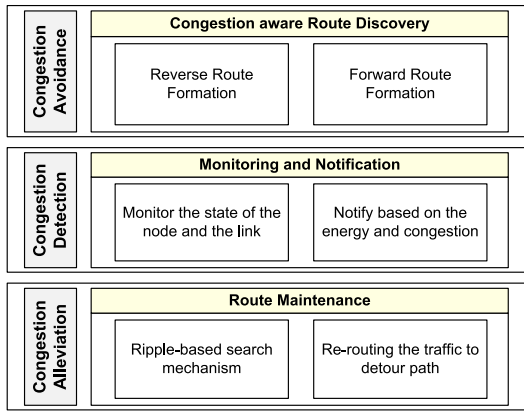 Congestion
Avoidance
Congestion aware Route Discovery
Reverse Route
Formation
Forward Route
Formation
Congestion
Detection
Monitoring and Notification
Monitor the state of the
node and the link
Notify based on the
energy and congestion
Congestion
Alleviation
Route Maintenance
Ripple-based search
mechanism
Re-routing the traffic to
detour path